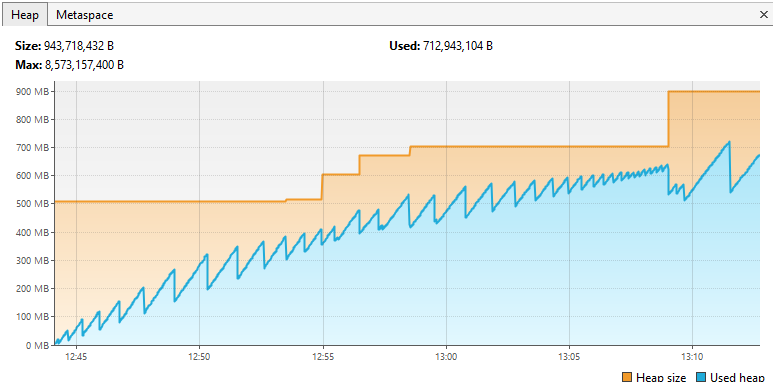 Heap Metaspace ×
Size: 943,718,432 B Used: 712,943,104 B
Max: 8,573,157,400 B
900 MB
800 MB
700 MB
600 MB
500 MB
400 MB
300 MB
200 MB
100 MB
0 MB
12:45 12:50 12:55 13:00 13:05 13:10
Heap size Used heap